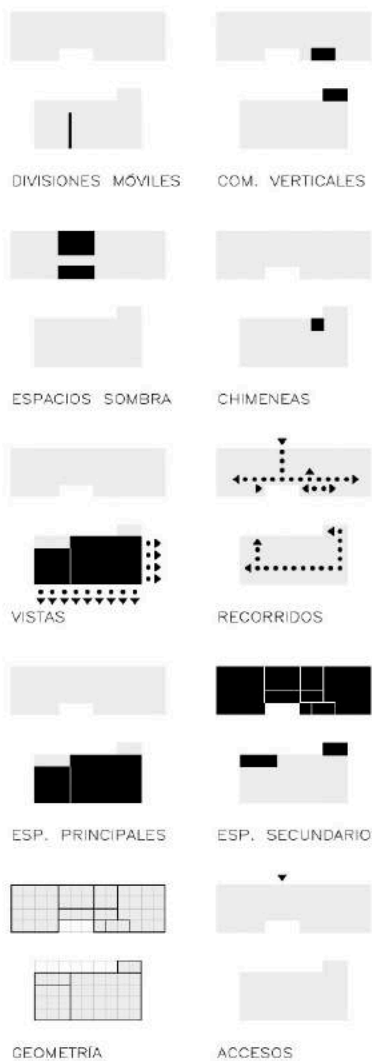 DIVISIONES MÓVILES
COM. VERTICALES
ESPACIOS SOMBRA
CHIMENEAS
VISTAS
RECORRIDOS
ESP. PRINCIPALES
ESP. SECUNDARIO
GEOMETRÍA
ACCESOS